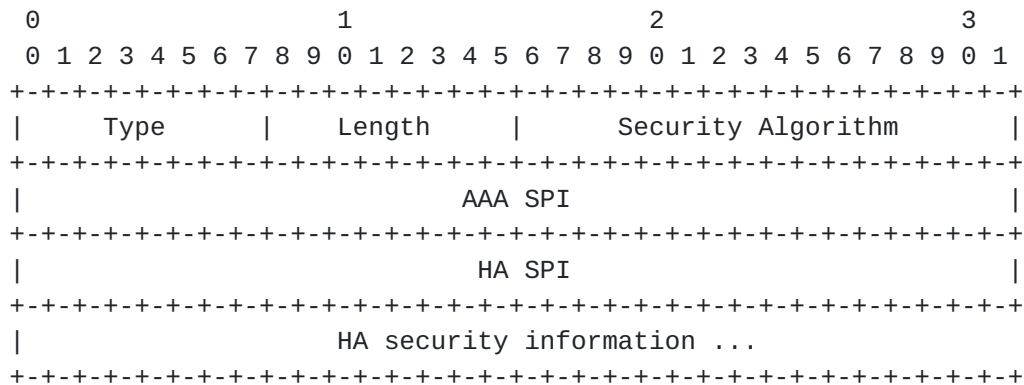 0                   1                   2                   3
 0 1 2 3 4 5 6 7 8 9 0 1 2 3 4 5 6 7 8 9 0 1 2 3 4 5 6 7 8 9 0 1
+-+-+-+-+-+-+-+-+-+-+-+-+-+-+-+-+-+-+-+-+-+-+-+-+-+-+-+-+-+-+-+-+
|     Type      |    Length     |      Security Algorithm       |
+-+-+-+-+-+-+-+-+-+-+-+-+-+-+-+-+-+-+-+-+-+-+-+-+-+-+-+-+-+-+-+-+
|                            AAA SPI                            |
+-+-+-+-+-+-+-+-+-+-+-+-+-+-+-+-+-+-+-+-+-+-+-+-+-+-+-+-+-+-+-+-+
|                             HA SPI                            |
+-+-+-+-+-+-+-+-+-+-+-+-+-+-+-+-+-+-+-+-+-+-+-+-+-+-+-+-+-+-+-+-+
|                    HA security information ...
+-+-+-+-+-+-+-+-+-+-+-+-+-+-+-+-+-+-+-+-+-+-+-+-+-+-+-+-+-+-+-+-+